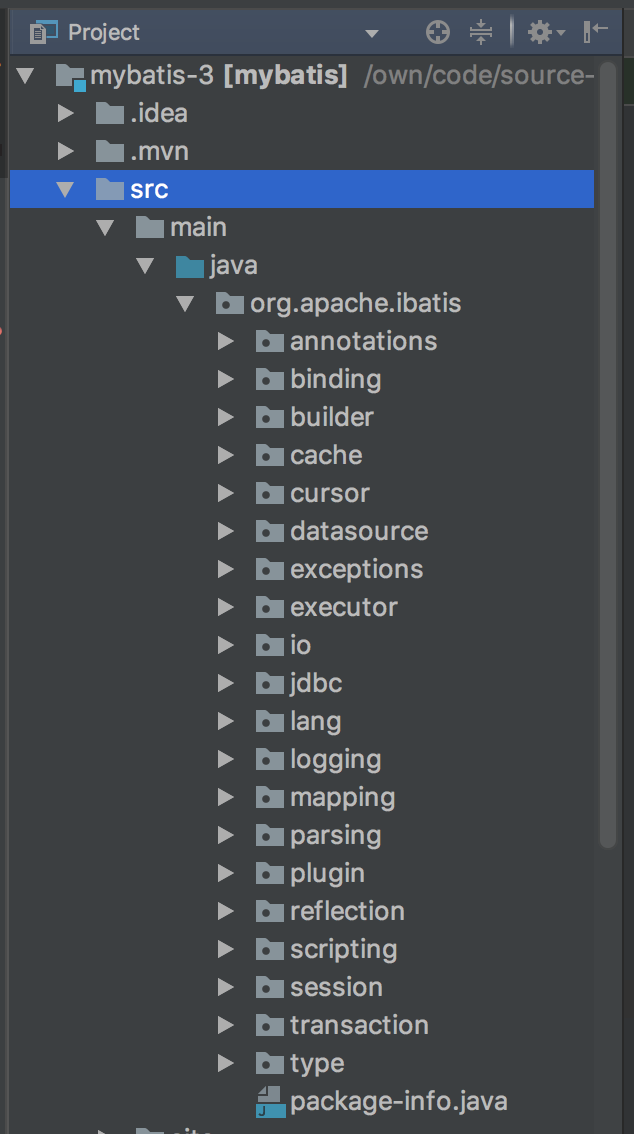 Project
mybatis-3 [mybatis] /own/code/source-
.idea
.mvn
src
main
java
org.apache.ibatis
annotations
binding
builder
cache
cursor
datasource
exceptions
executor
io
jdbc
lang
logging
mapping
parsing
plugin
reflection
scripting
session
transaction
type
package-info.java